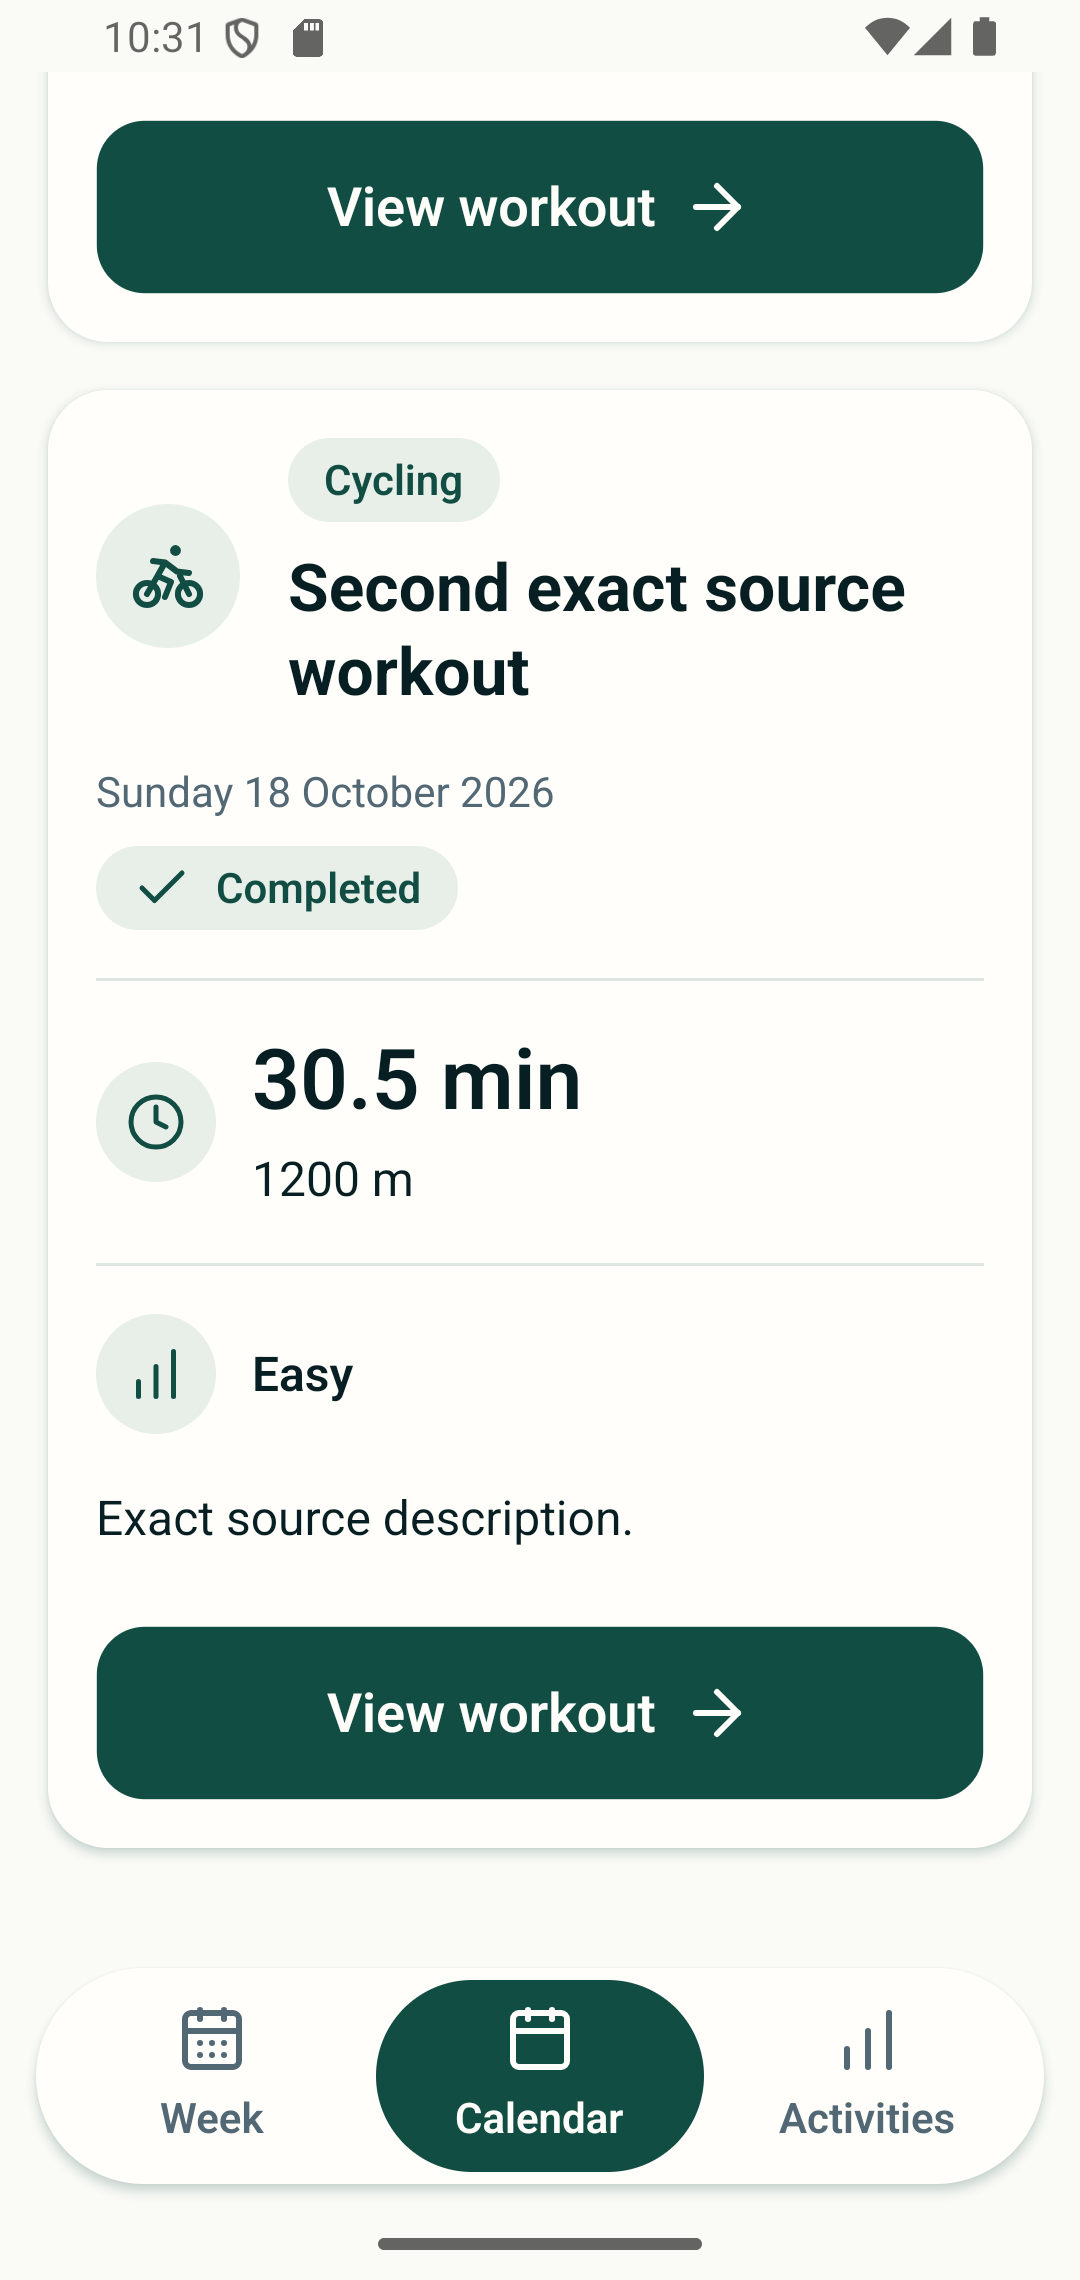 10:31
View workout
Cycling
Second exact source
workout
Sunday 18 October 2026
Completed
30.5 min
1200 m
Easy
Exact source description.
View workout
Week
Calendar
Activities